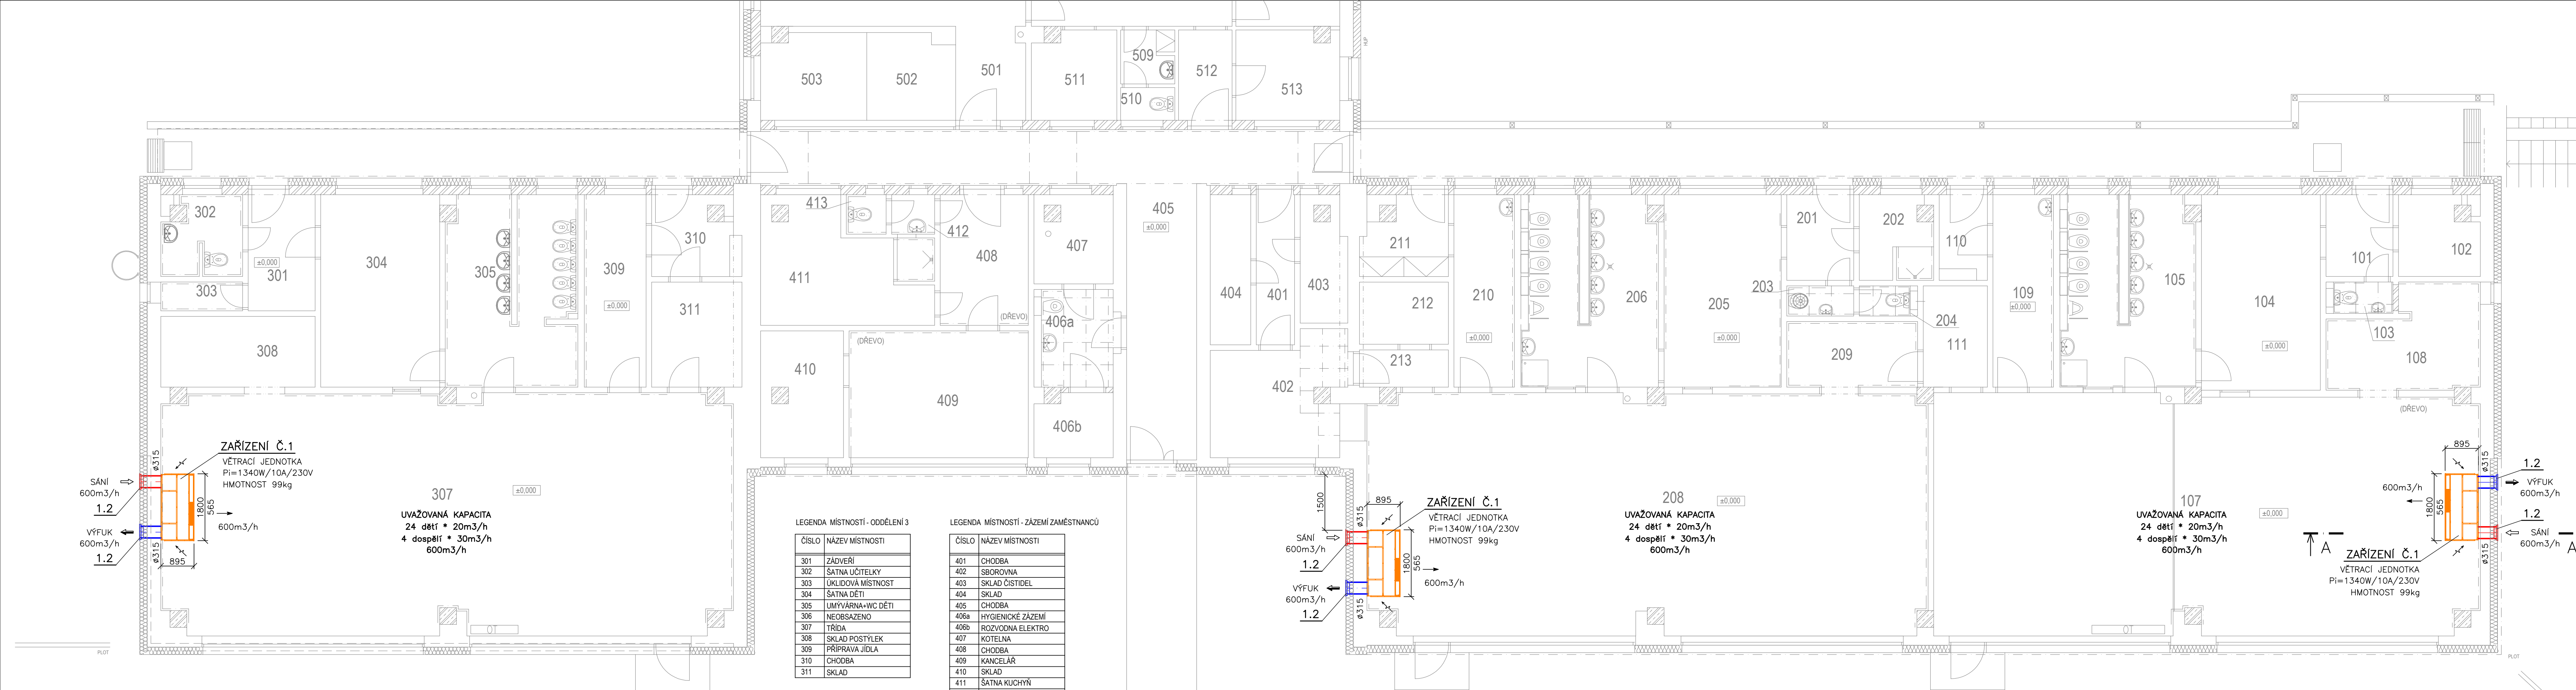 503
502
501
511
509
510
512
513
HUP
302
301
±0,000
303
304
305
309
±0,000
310
311
308
413
412
411
408
407
405
±0,000
404
401
403
(DŘEVO)
406a
(DŘEVO)
410
409
406b
402
211
212
213
210
±0,000
206
205
±0,000
201
202
203
204
209
110
111
109
±0,000
105
104
±0,000
101
102
103
108
(DŘEVO)
ZAŘÍZENÍ Č.1
VĚTRACÍ JEDNOTKA
Pi=1340W/10A/230V
HMOTNOST 99kg
ø315
SÁNÍ
600m3/h
1.2
VÝFUK
600m3/h
1.2
ø315
895
1800
565
600m3/h
307
±0,000
UVAŽOVANÁ KAPACITA
24 dětí * 20m3/h
4 dospělí * 30m3/h
600m3/h
OT
PLOT
LEGENDA MÍSTNOSTÍ - ODDĚLENÍ 3
ČÍSLO NÁZEV MÍSTNOSTI
301 ZÁDVEŘÍ
302 ŠATNA UČITELKY
303 ÚKLIDOVÁ MÍSTNOST
304 ŠATNA DĚTI
305 UMÝVÁRNA+WC DĚTI
306 NEOBSAZENO
307 TŘÍDA
308 SKLAD POSTÝLEK
309 PŘÍPRAVA JÍDLA
310 CHODBA
311 SKLAD
LEGENDA MÍSTNOSTÍ - ZÁZEMÍ ZAMĚSTNANCŮ
ČÍSLO NÁZEV MÍSTNOSTI
401 CHODBA
402 SBOROVNA
403 SKLAD ČISTIDEL
404 SKLAD
405 CHODBA
406a HYGIENICKÉ ZÁZEMÍ
406b ROZVODNA ELEKTRO
407 KOTELNA
408 CHODBA
409 KANCELÁŘ
410 SKLAD
411 ŠATNA KUCHYŇ
1500
ø315
895
ZAŘÍZENÍ Č.1
VĚTRACÍ JEDNOTKA
Pi=1340W/10A/230V
HMOTNOST 99kg
SÁNÍ
600m3/h
1.2
VÝFUK
600m3/h
1.2
ø315
1800
565
600m3/h
208
±0,000
UVAŽOVANÁ KAPACITA
24 dětí * 20m3/h
4 dospělí * 30m3/h
600m3/h
107
±0,000
UVAŽOVANÁ KAPACITA
24 dětí * 20m3/h
4 dospělí * 30m3/h
600m3/h
OT
895
ø315
1.2
VÝFUK
600m3/h
600m3/h
1800
565
1.2
SÁNÍ
600m3/h
ø315
A
A
ZAŘÍZENÍ Č.1
VĚTRACÍ JEDNOTKA
Pi=1340W/10A/230V
HMOTNOST 99kg
PLOT